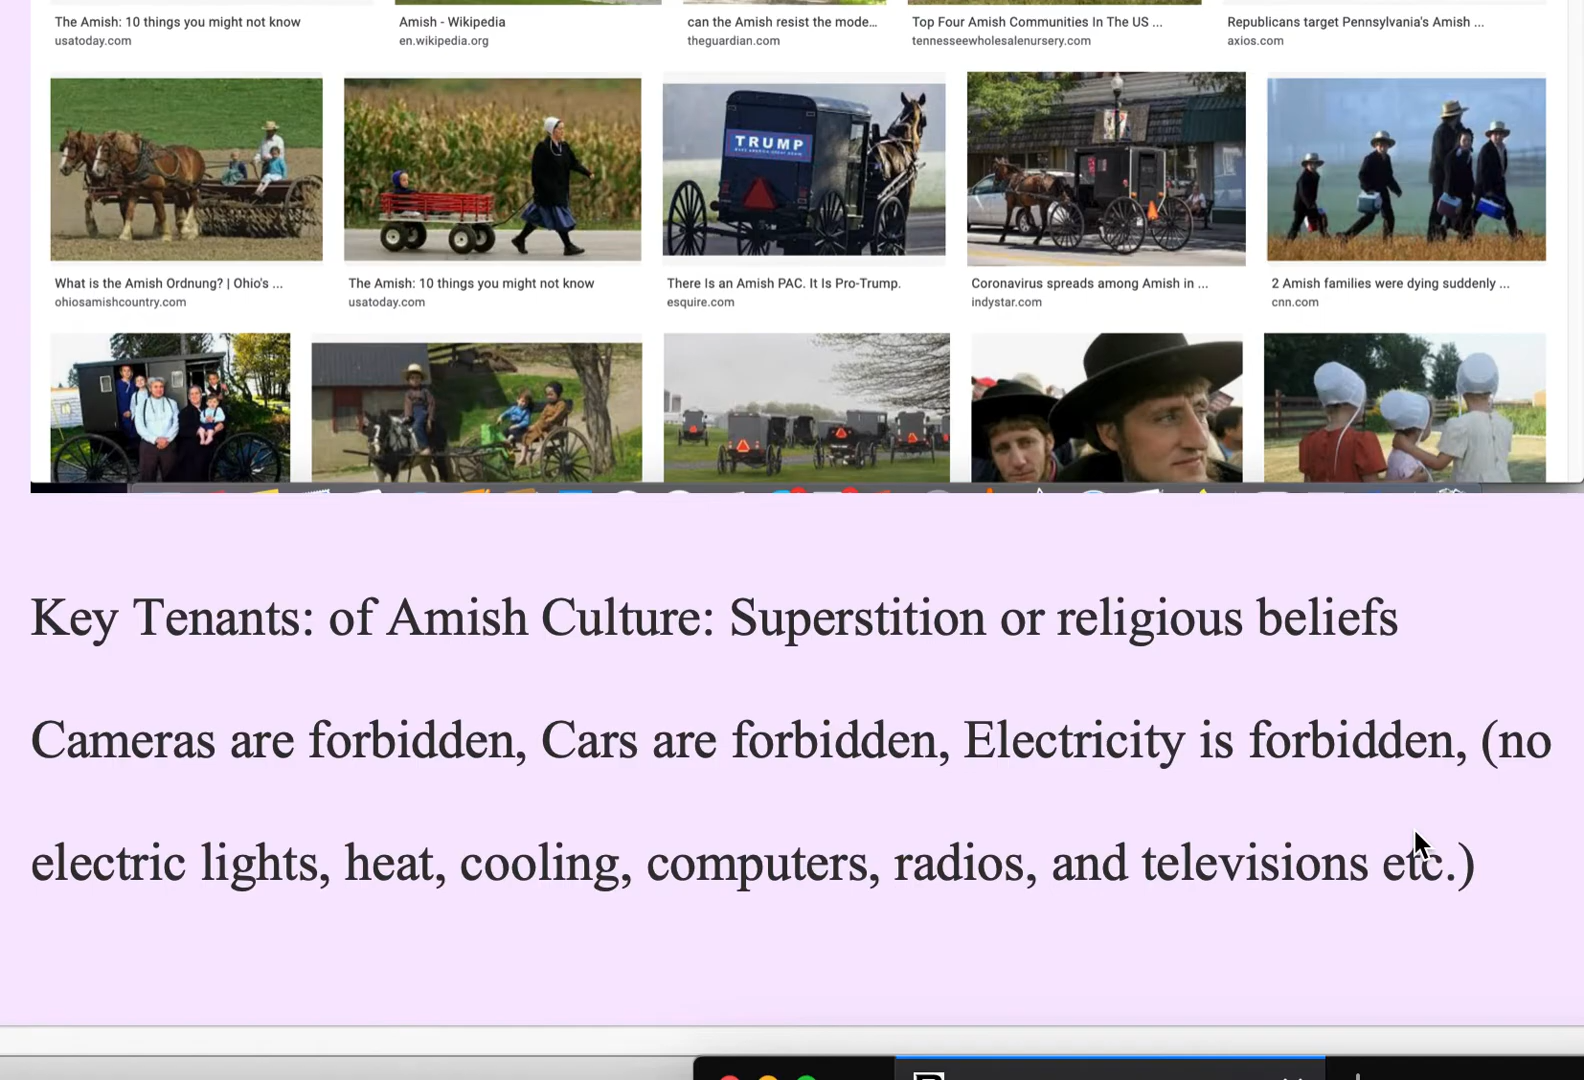 The Amish: 10 things you might not know
usatoday.com
Amish - Wikipedia
en.wikipedia.org
can the Amish resist the mode...
theguardian.com
Top Four Amish Communities In The US ...
tennesseewholesalenursery.com
Republicans target Pennsylvania's Amish ...
axios.com
TRUMP
What is the Amish Ordnung? | Ohio's ...
ohiosamishcountry.com
The Amish: 10 things you might not know
usatoday.com
There Is an Amish PAC. It Is Pro-Trump.
esquire.com
Coronavirus spreads among Amish in ...
indystar.com
2 Amish families were dying suddenly ...
cnn.com
Key Tenants: of Amish Culture: Superstition or religious beliefs
Cameras are forbidden, Cars are forbidden, Electricity is forbidden, (no
electric lights, heat, cooling, computers, radios, and televisions etc.)